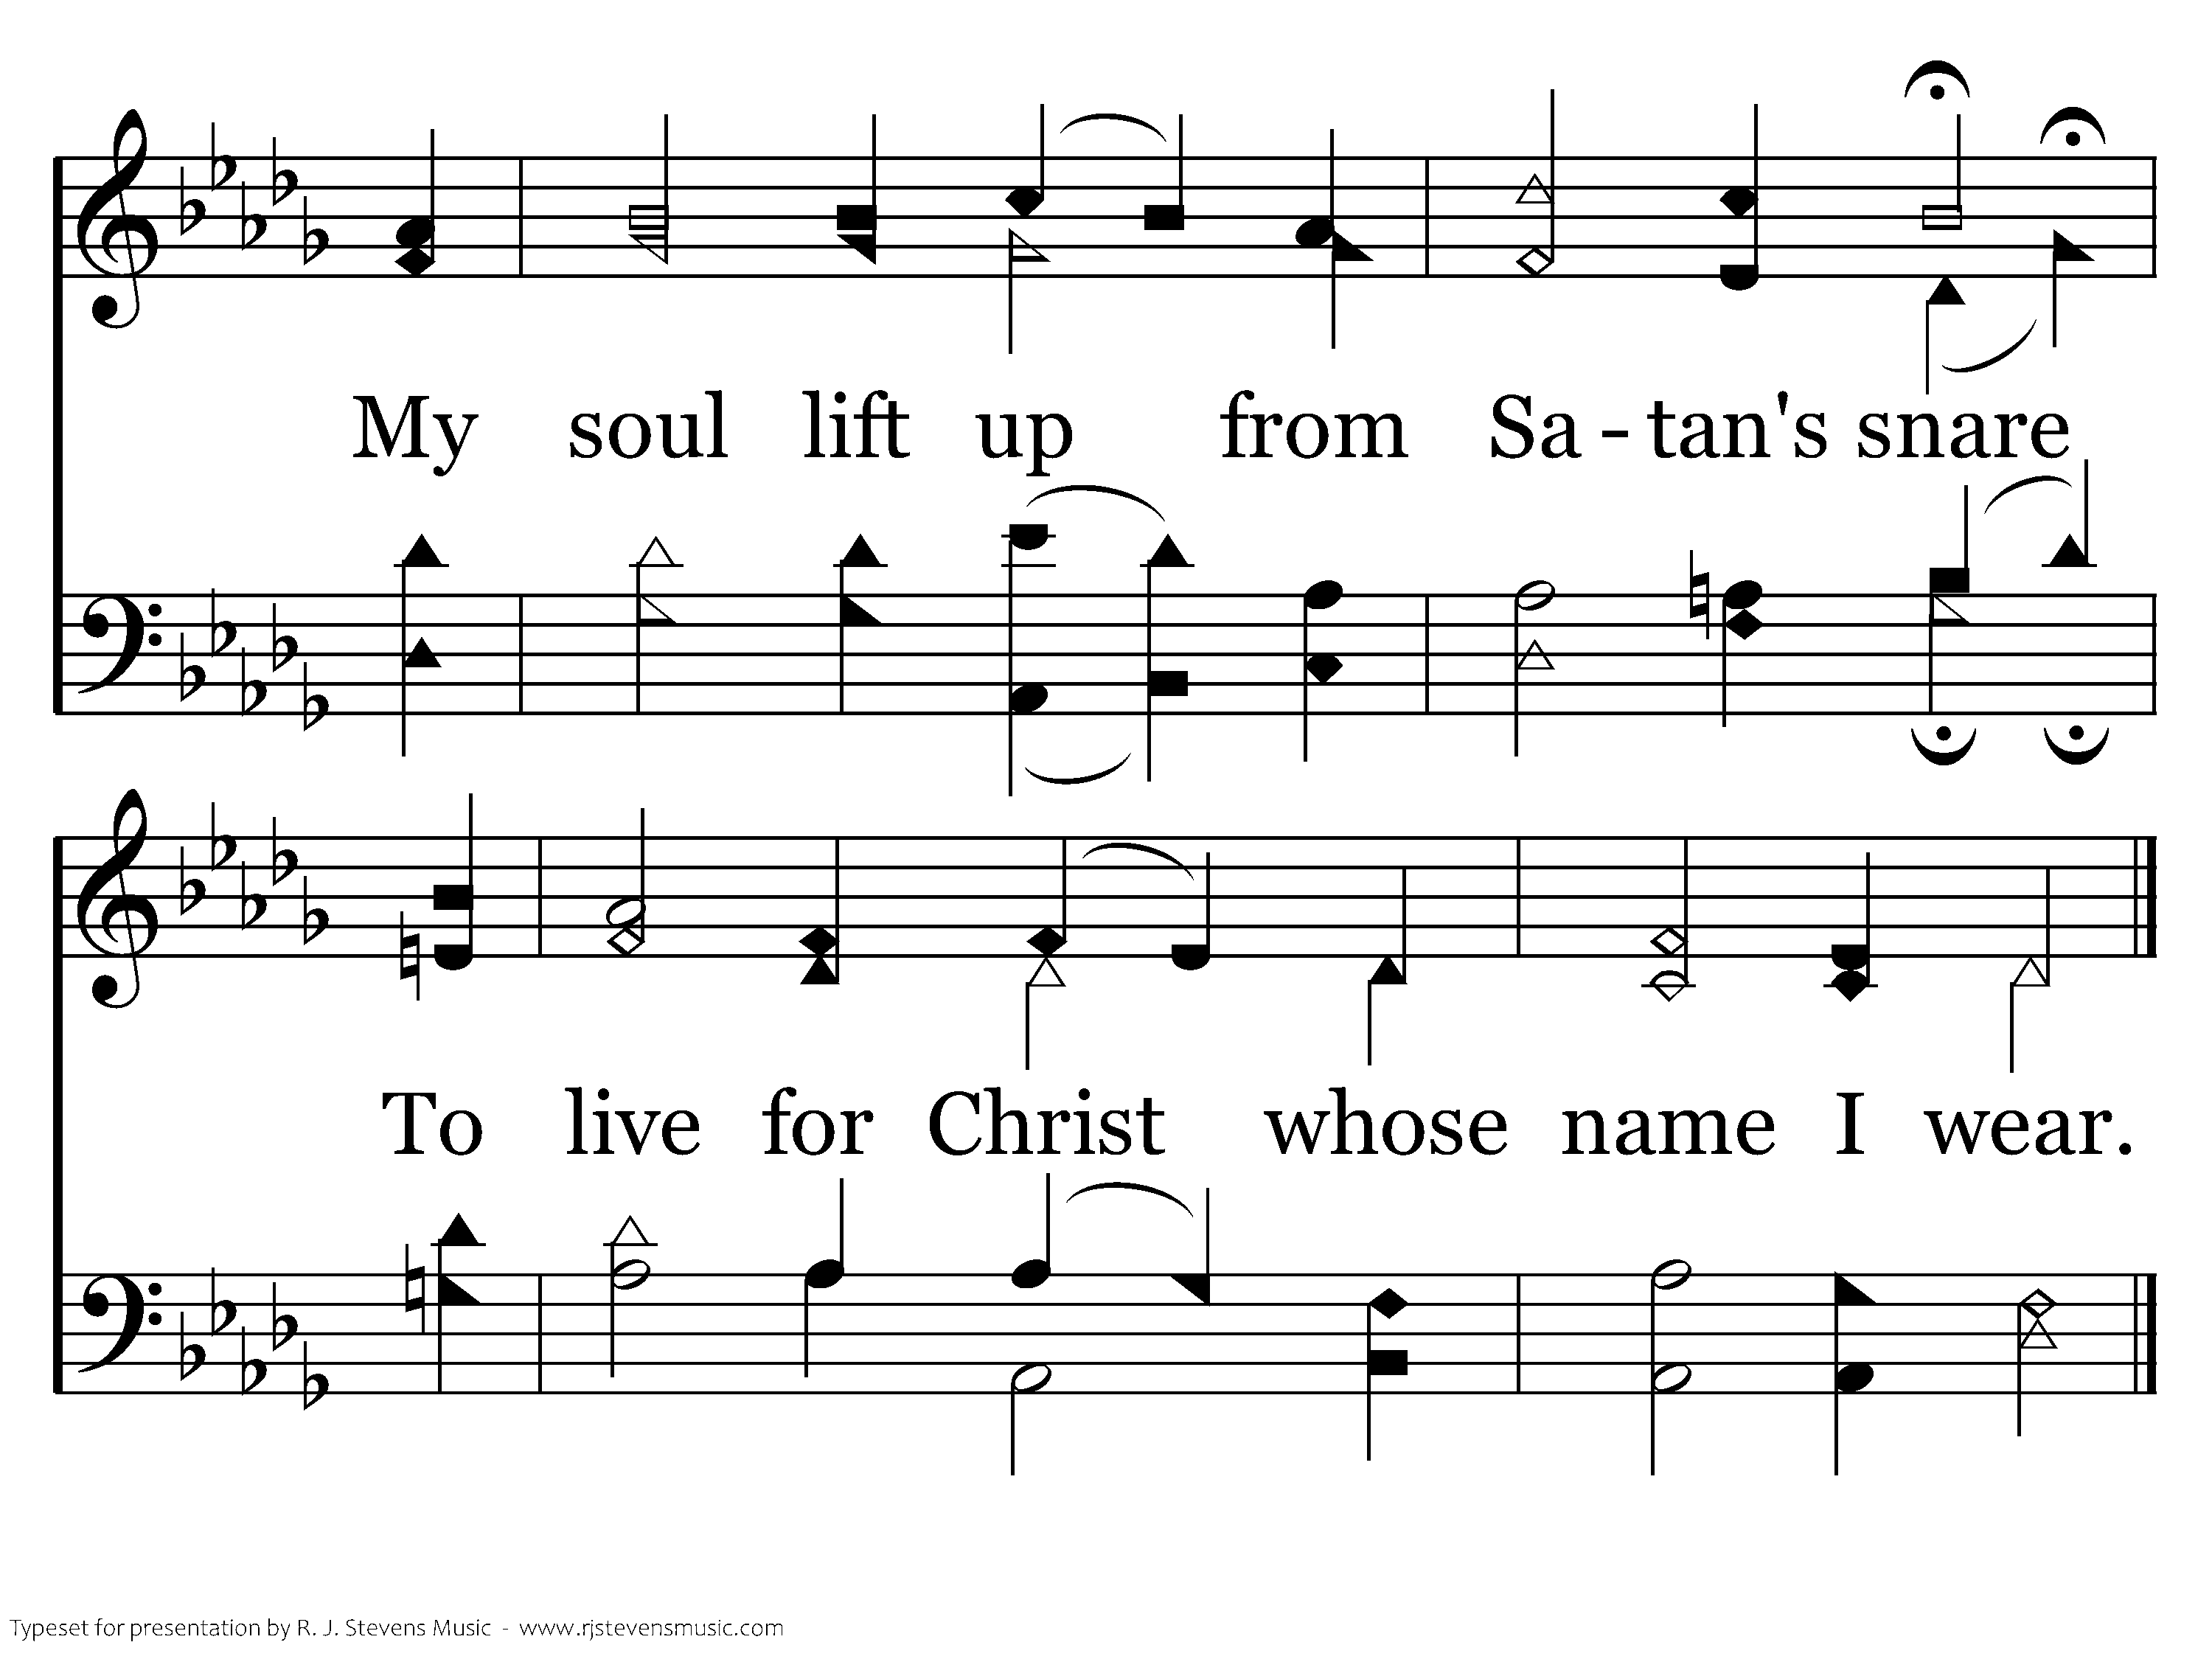 My soul lift up from Sa - tan's snare
To live for Christ whose name I wear.
Typeset for presentation by R. J. Stevens Music - www.rjstevensmusic.com